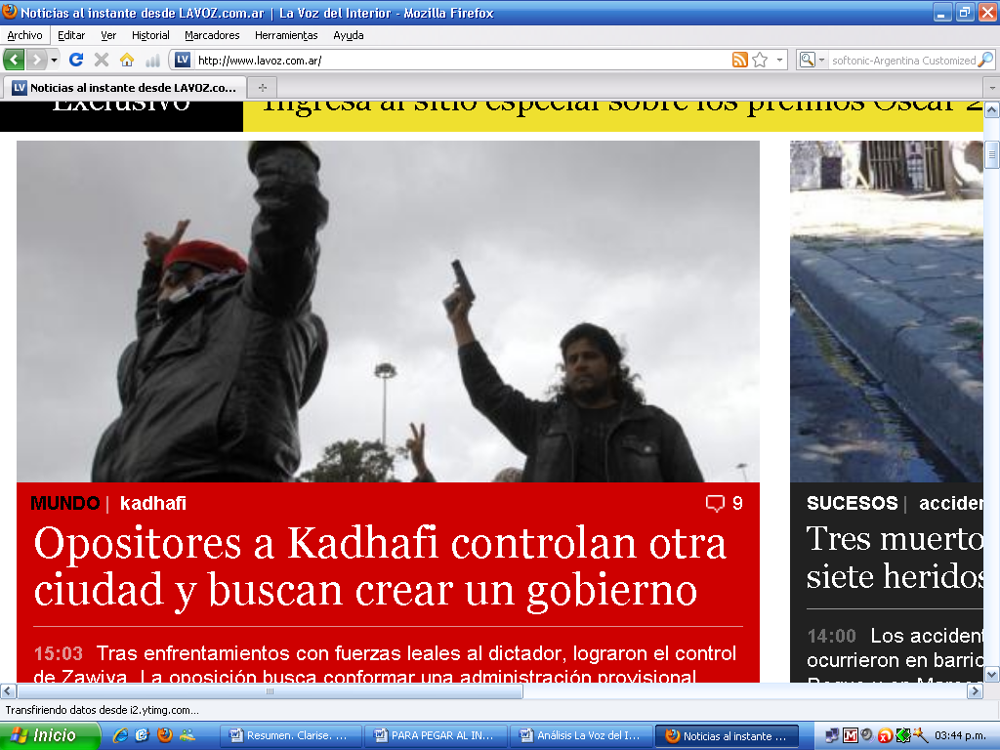 Noticias al instante desde LAVOZ.com.ar | La Voz del Interior - Mozilla Firefox
Archivo Editar Ver Historial Marcadores Herramientas Ayuda
LV http://www.lavoz.com.ar/ softonic-Argentina Customized
LV Noticias al instante desde LAVOZ.co...
Exclusivo Ingresa al sitio especial sobre los premios Oscar 2
MUNDO | kadhafi 9
Opositores a Kadhafi controlan otra
ciudad y buscan crear un gobierno
15:03 Tras enfrentamientos con fuerzas leales al dictador, lograron el control
de Zawiya. La oposición busca conformar una administración provisional
SUCESOS | acciden
Tres muerto
siete heridos
14:00 Los accident
ocurrieron en barrio
Transfiriendo datos desde i2.ytimg.com...
Inicio Resumen. Clarise. ... PARA PEGAR AL IN... Análisis La Voz del I... Noticias al instante ... 03:44 p.m.